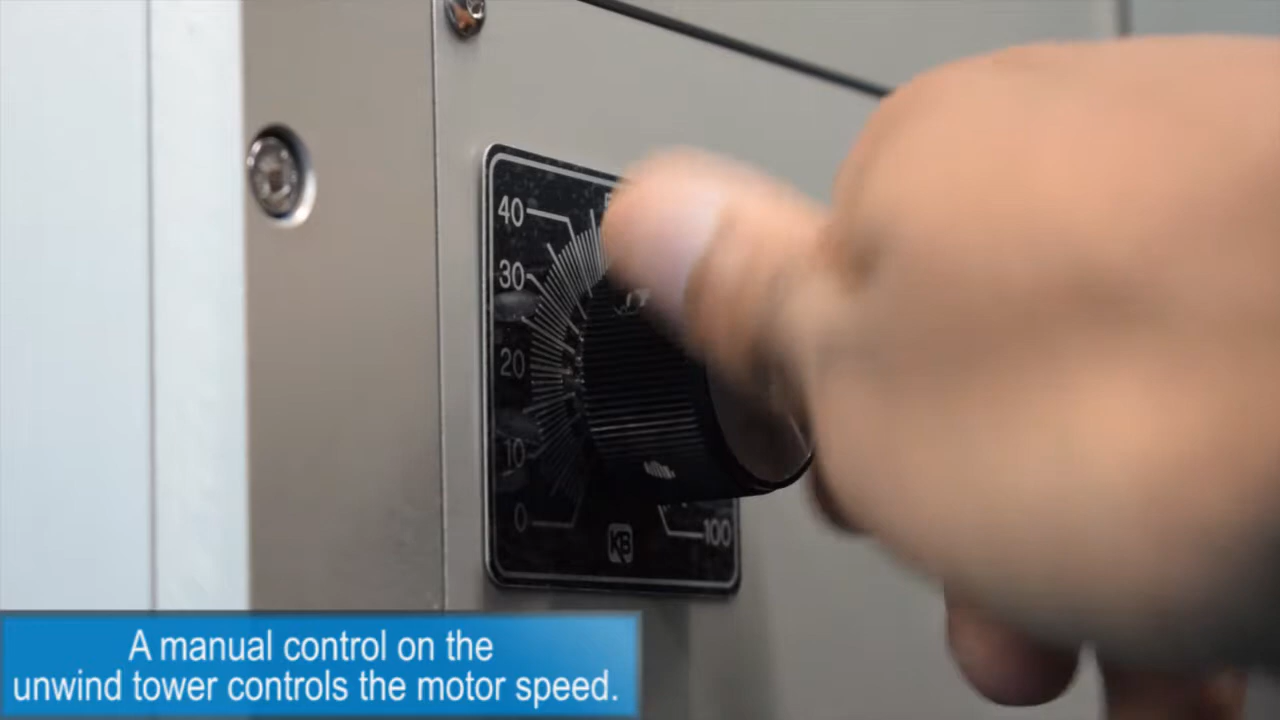 40
30
20
10
0
100
KB
A manual control on the
unwind tower controls the motor speed.